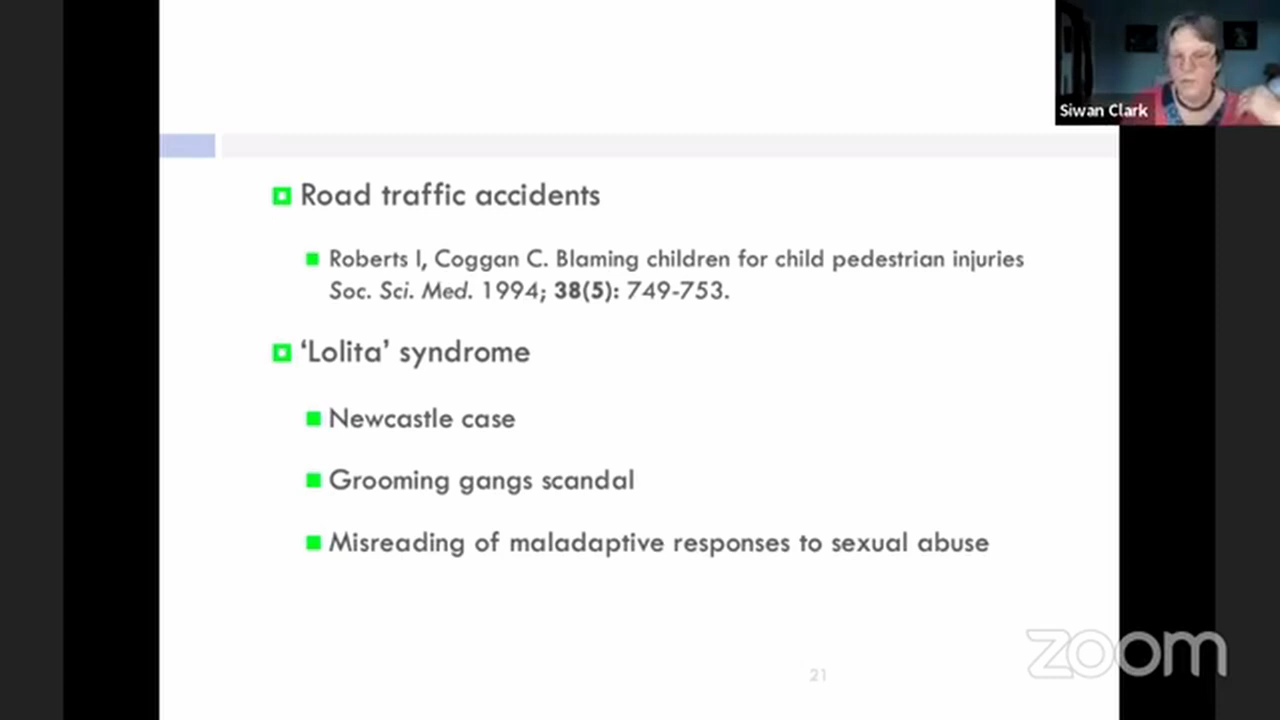 Siwan Clark
Road traffic accidents
Roberts I, Coggan C. Blaming children for child pedestrian injuries
Soc. Sci. Med. 1994; 38(5): 749-753.
‘Lolita’ syndrome
Newcastle case
Grooming gangs scandal
Misreading of maladaptive responses to sexual abuse
21
zoom